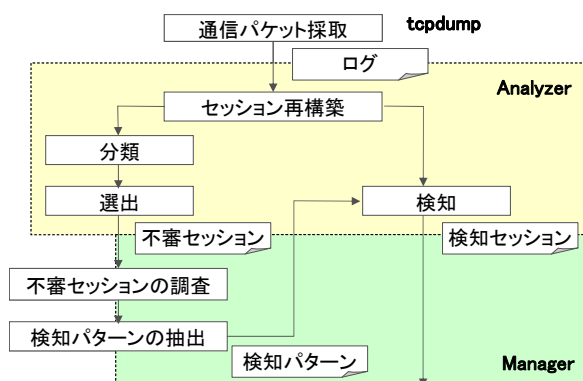 通信パケット採取
tcpdump
ログ
Analyzer
セッション再構築
分類
選出
検知
不審セッション
検知セッション
不審セッションの調査
検知パターンの抽出
検知パターン
Manager